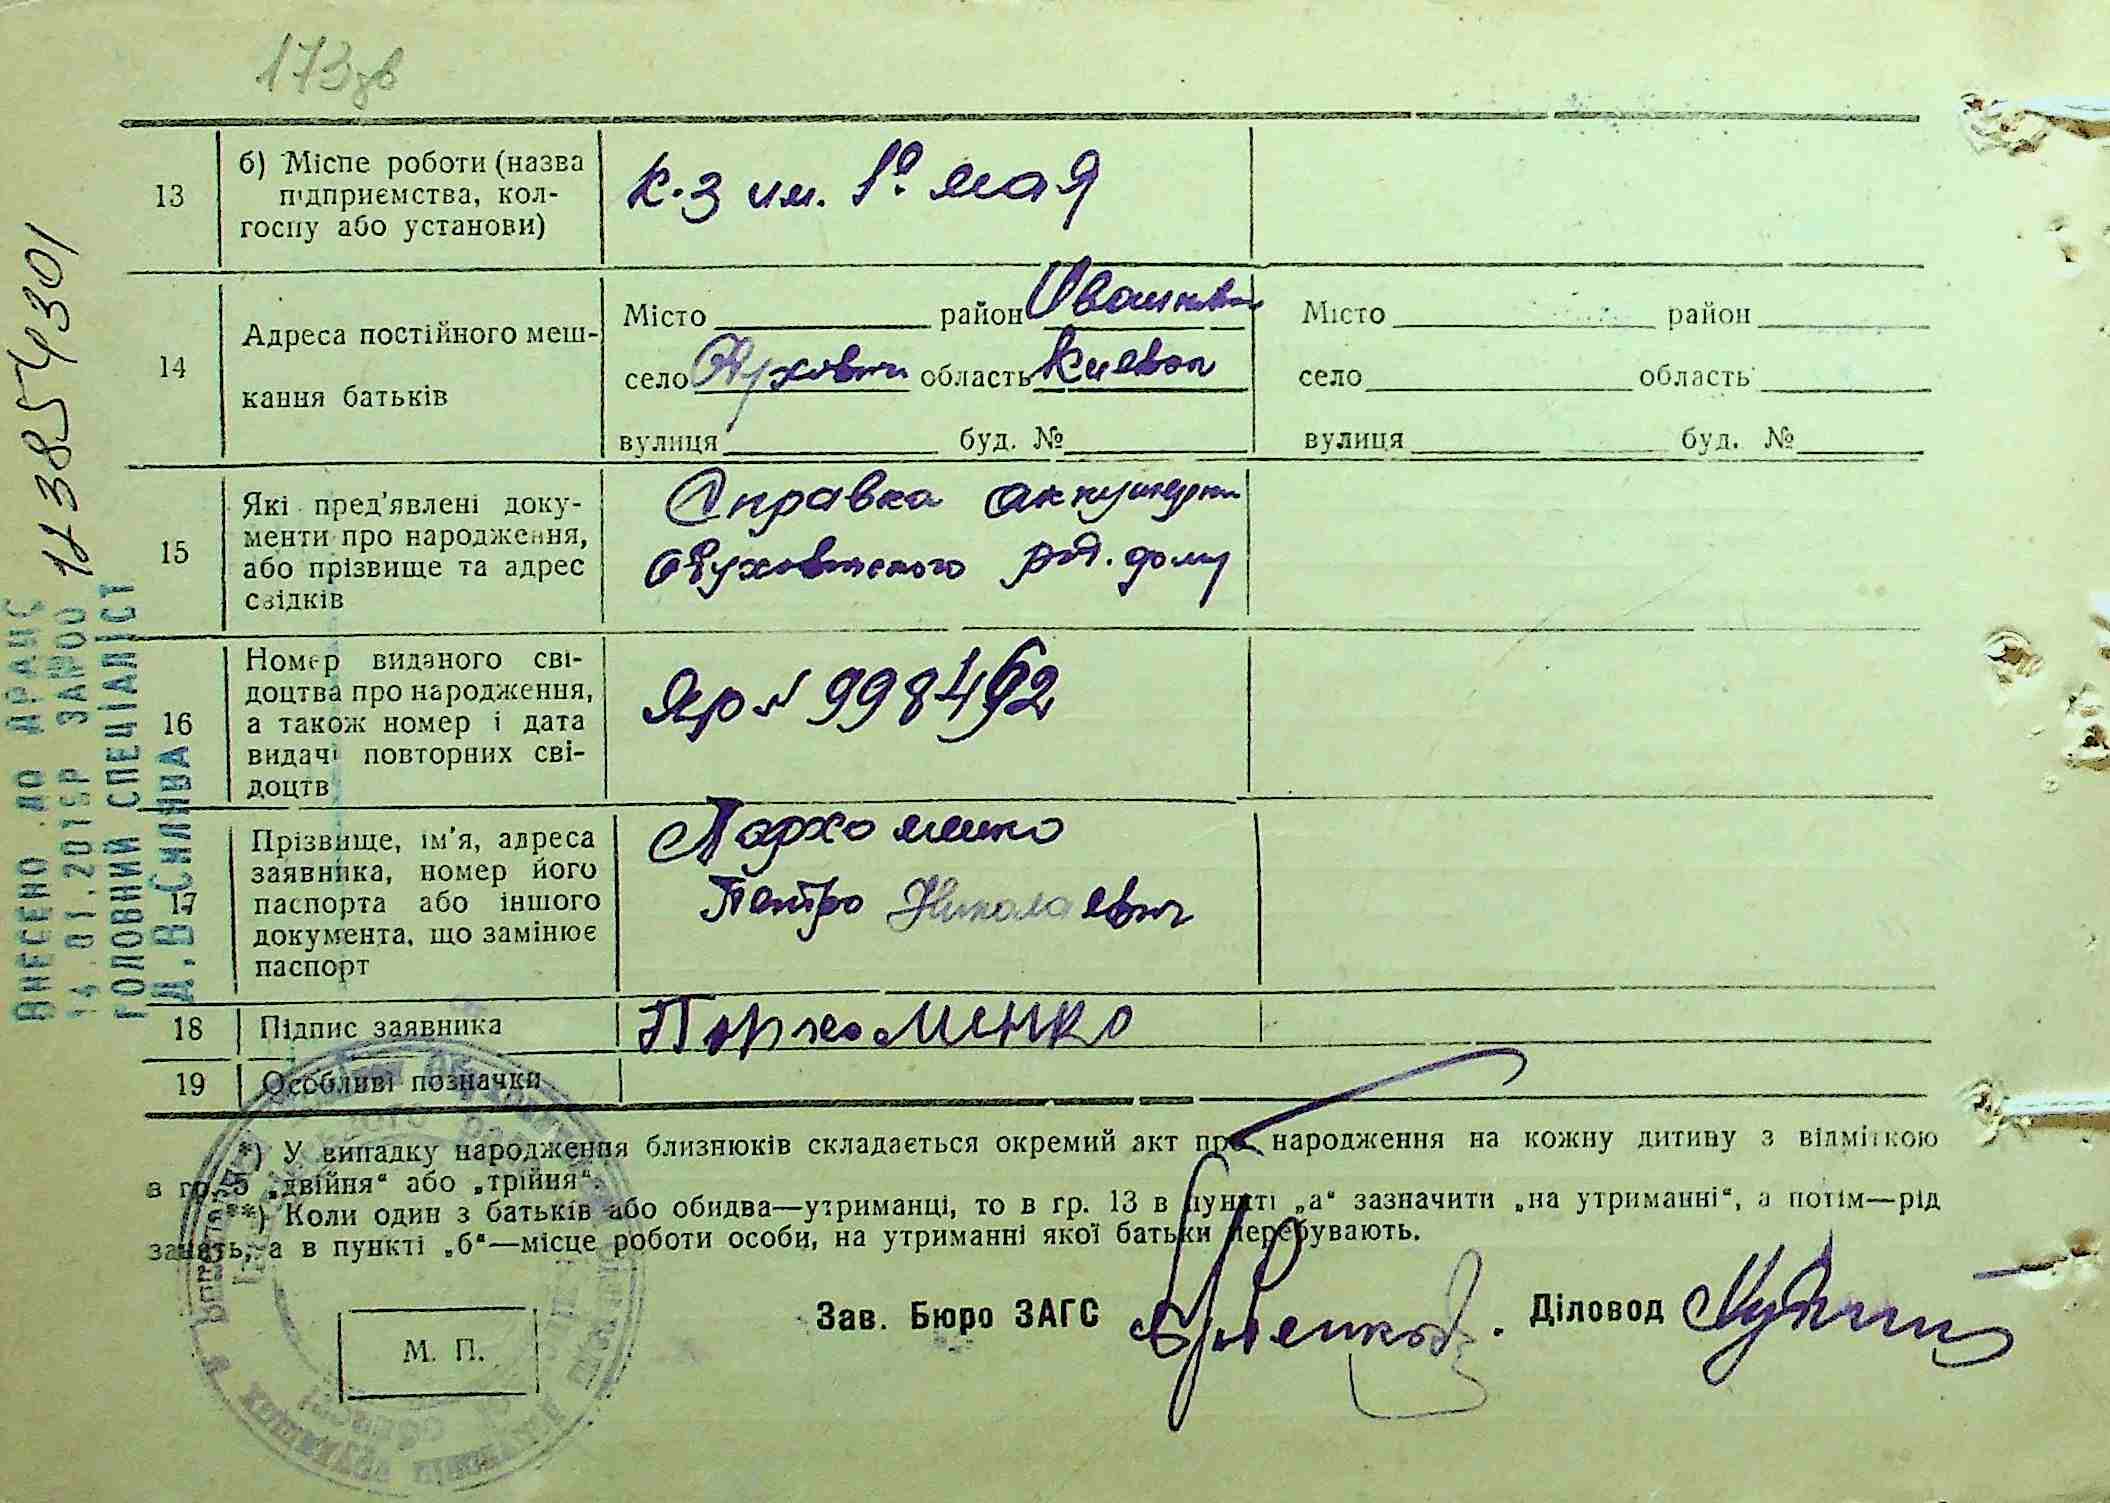 173зв
13
б) Місце роботи (назва
підприємства, кол-
госпу або установи)
к-з им. 1го мая
14
Адреса постійного меш-
кання батьків
Місто район
село область Киевск
вулиця буд. №
Місто район
село область
вулиця буд. №
15
Які пред'явлені доку-
менти про народження,
або прізвище та адрес
свідків
Справка
род. дому
16
Номер виданого сві-
доцтва про народження,
а також номер і дата
видачі повторних сві-
доцтв
17
Прізвище, ім'я, адреса
заявника, номер його
паспорта або іншого
документа, що замінює
паспорт
Пархоменко
Петро Николаевич
18
Підпис заявника
Пархоменко
19
Особливі позначки
*) У випадку народження близнюків складається окремий акт про народження на кожну дитину з відміткою
в гр. 5 „двійня“ або „трійня“.
**) Коли один з батьків або обидва—утриманці, то в гр. 13 в пункті „а“ зазначити „на утриманні“, а потім—рід
занять, а в пункті „б“—місце роботи особи, на утриманні якої батьки перебувають.
М. П.
Зав. Бюро ЗАГС
Діловод
ВНЕСЕНО ДО ДРАЦС
ГОЛОВНИЙ СПЕЦІАЛІСТ